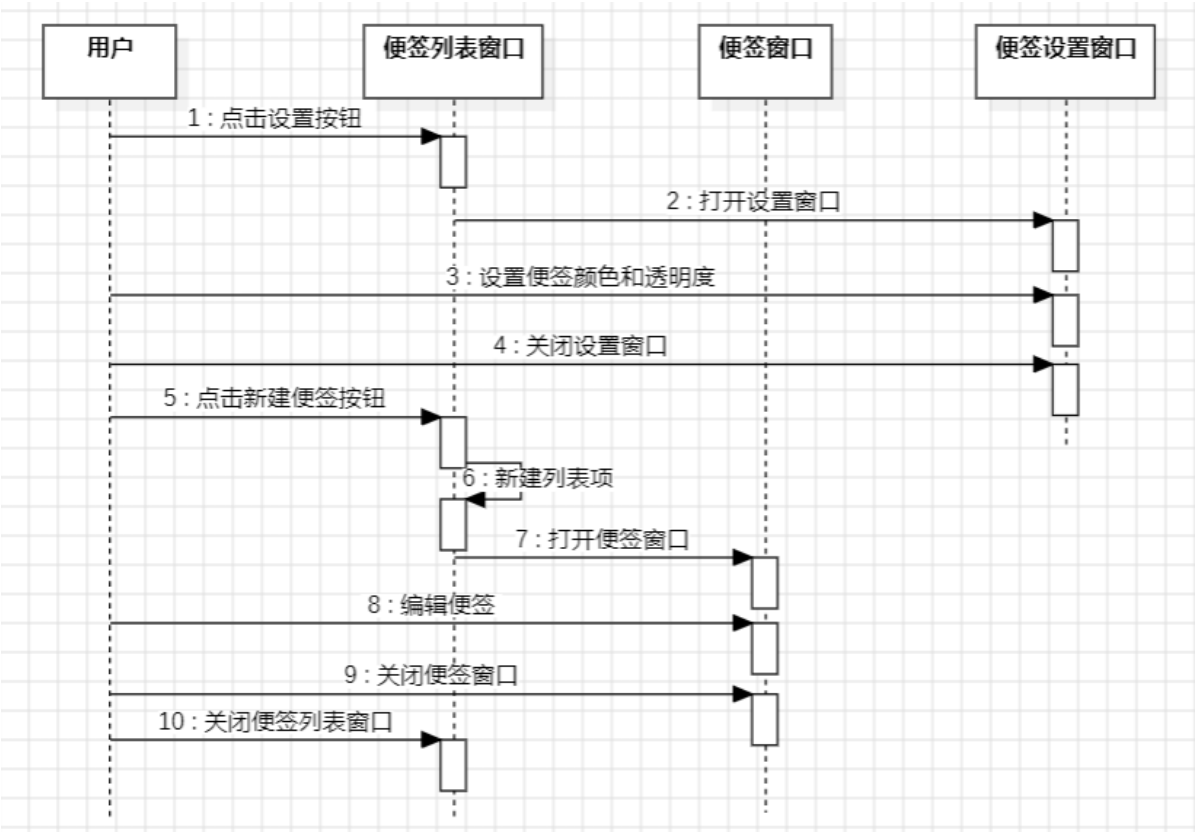 用户
便签列表窗口
便签窗口
便签设置窗口
1 : 点击设置按钮
2 : 打开设置窗口
3 : 设置便签颜色和透明度
4 : 关闭设置窗口
5 : 点击新建便签按钮
6 : 新建列表项
7 : 打开便签窗口
8 : 编辑便签
9 : 关闭便签窗口
10 : 关闭便签列表窗口